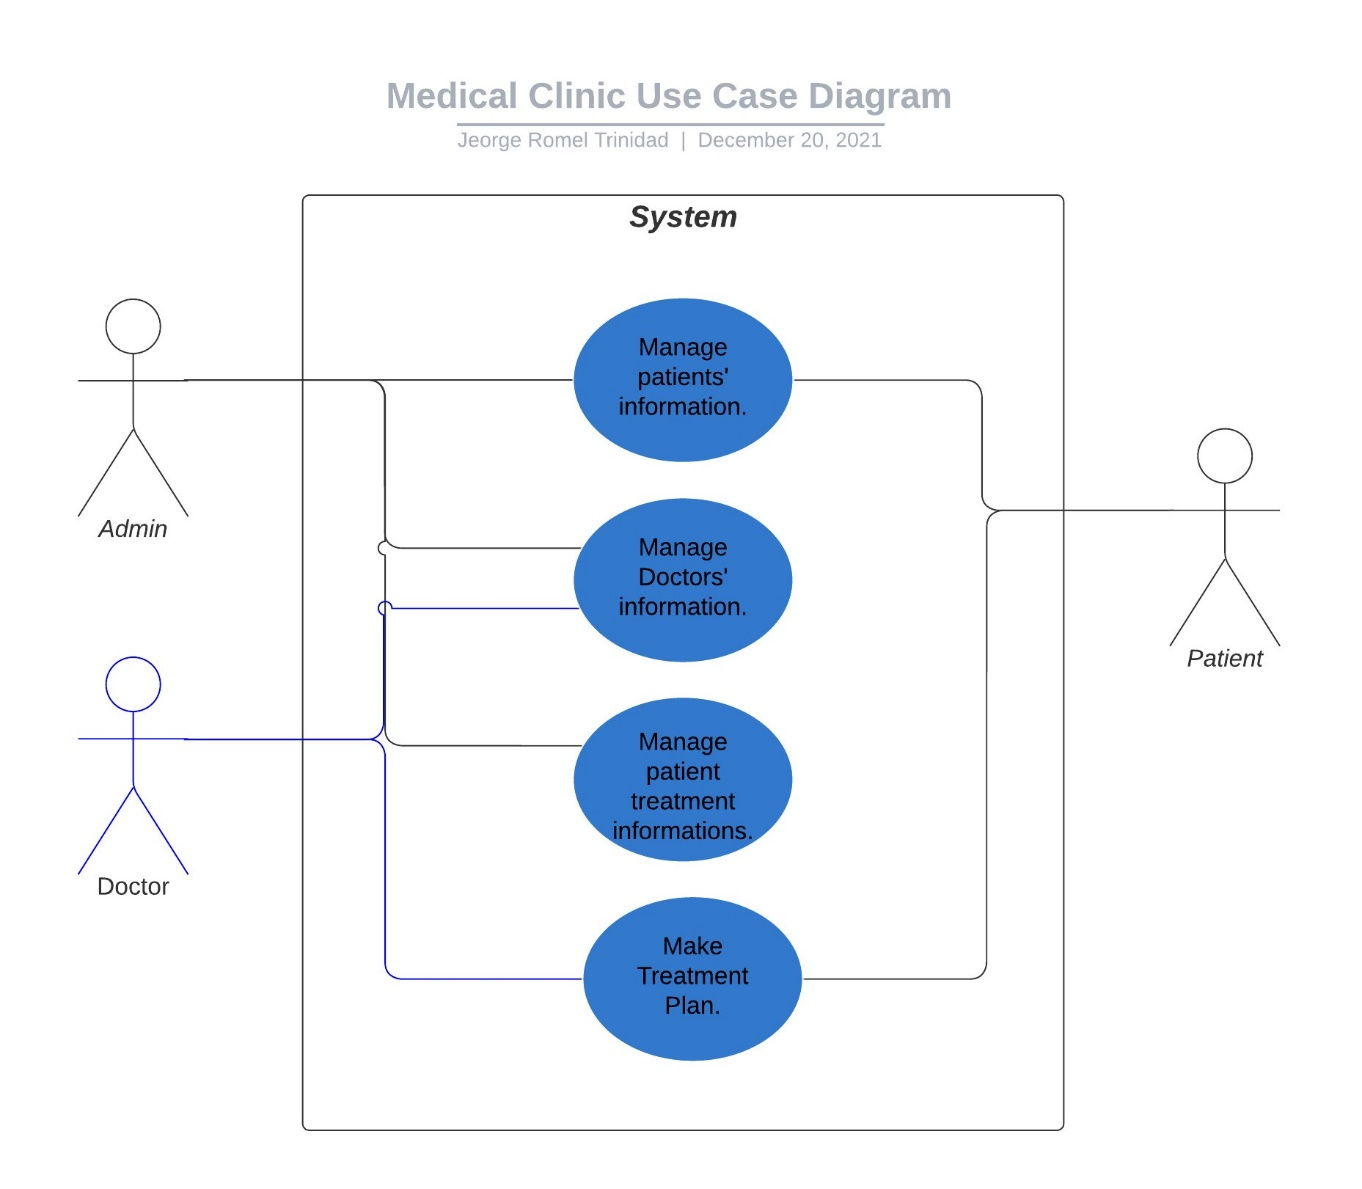 Medical Clinic Use Case Diagram
Jeorge Romel Trinidad | December 20, 2021
System
Manage
patients'
information.
Admin
Manage
Doctors'
information.
Patient
Manage
patient
treatment
informations.
Doctor
Make
Treatment
Plan.